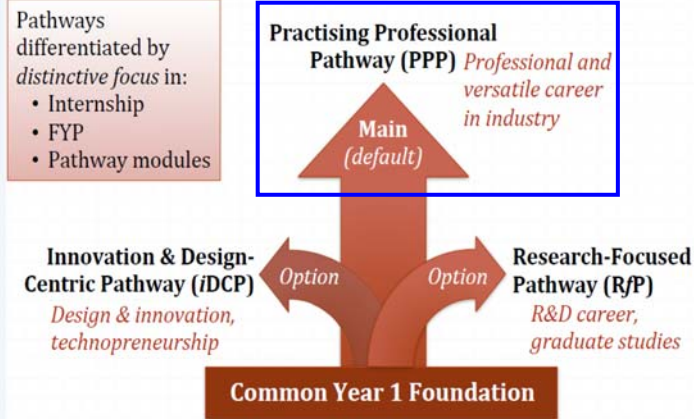 Pathways
differentiated by
distinctive focus in:
• Internship
• FYP
• Pathway modules
Practising Professional
Pathway (PPP)
Professional and
versatile career
in industry
Main
(default)
Innovation & Design-
Centric Pathway (iDCP)
Design & innovation,
technopreneurship
Option
Option
Research-Focused
Pathway (RfP)
R&D career,
graduate studies
Common Year 1 Foundation